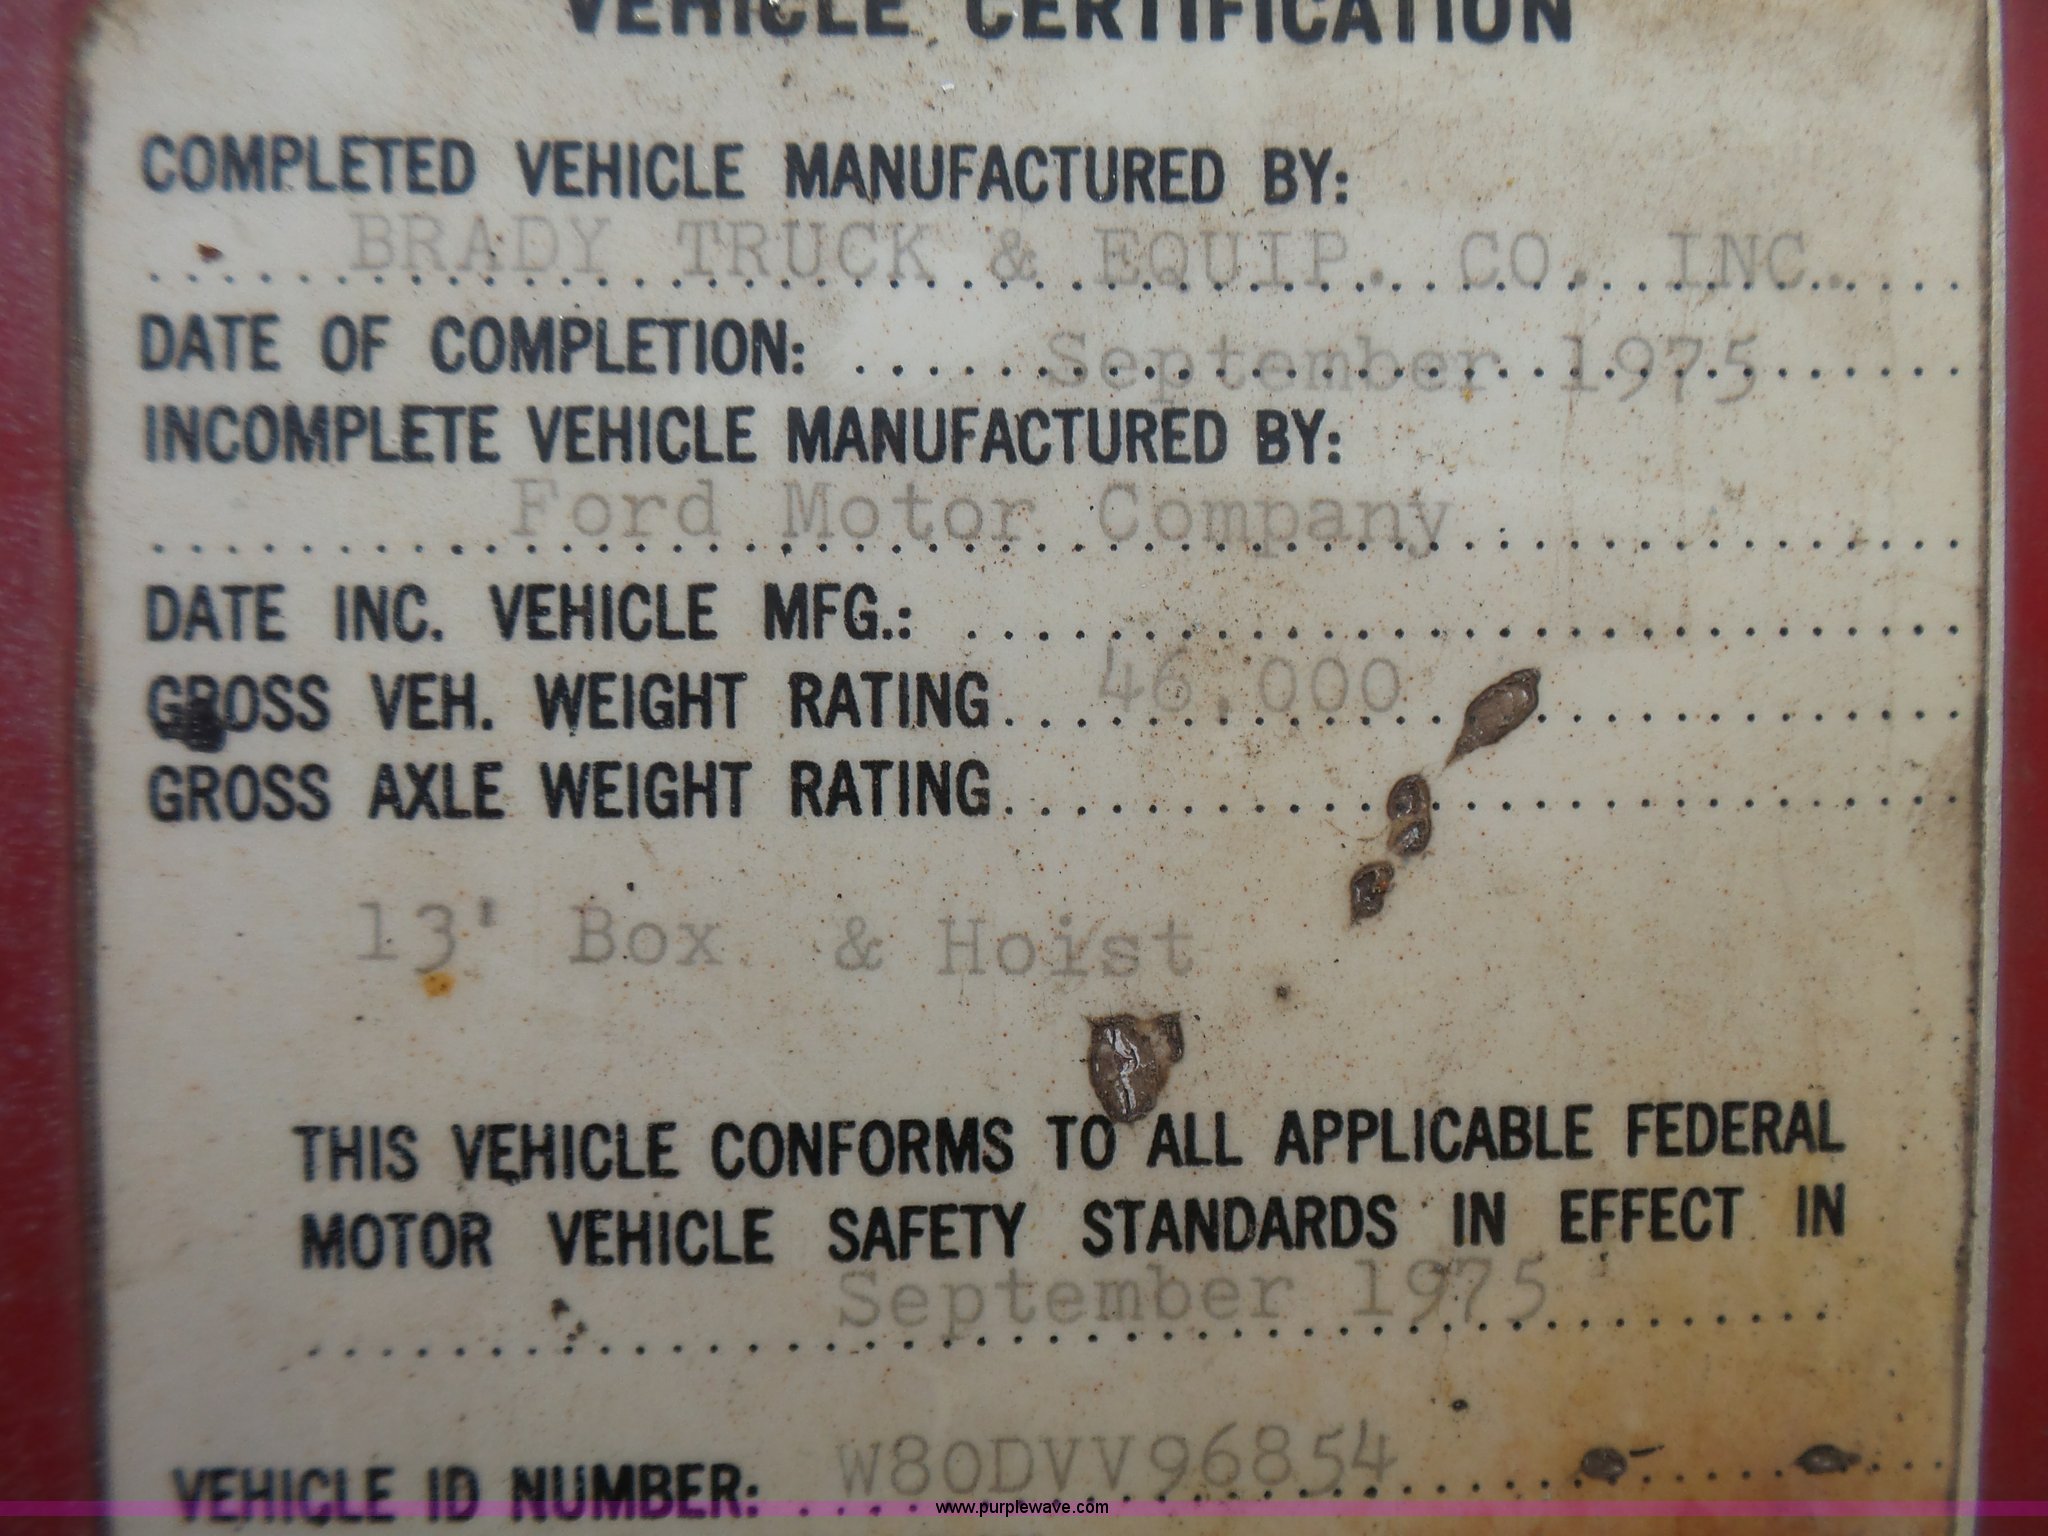 VEHICLE CERTIFICATION
COMPLETED VEHICLE MANUFACTURED BY:
BRADY TRUCK & EQUIP. CO. INC.
DATE OF COMPLETION: September 1975
INCOMPLETE VEHICLE MANUFACTURED BY:
Ford Motor Company
DATE INC. VEHICLE MFG.:
GROSS VEH. WEIGHT RATING 46,000
GROSS AXLE WEIGHT RATING
13' Box & Hoist
THIS VEHICLE CONFORMS TO ALL APPLICABLE FEDERAL
MOTOR VEHICLE SAFETY STANDARDS IN EFFECT IN
September 1975
VEHICLE ID NUMBER: W80DVV96854
www.purplewave.com